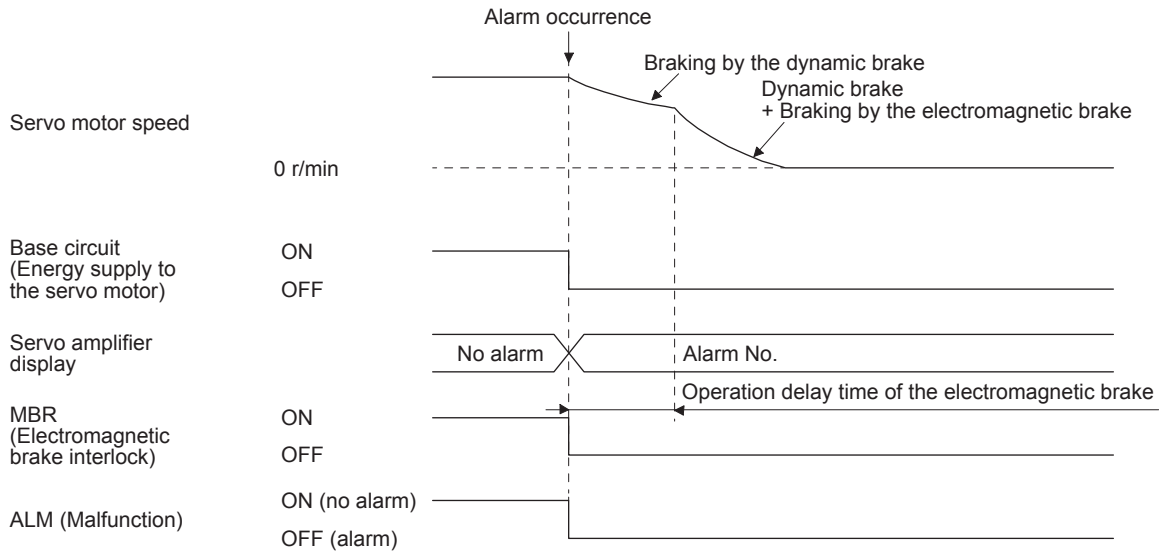 Alarm occurrence
Braking by the dynamic brake
Dynamic brake
+ Braking by the electromagnetic brake
Servo motor speed
0 r/min
Base circuit
(Energy supply to
the servo motor)
ON
OFF
Servo amplifier
display
No alarm
Alarm No.
Operation delay time of the electromagnetic brake
MBR
(Electromagnetic
brake interlock)
ON
OFF
ALM (Malfunction)
ON (no alarm)
OFF (alarm)